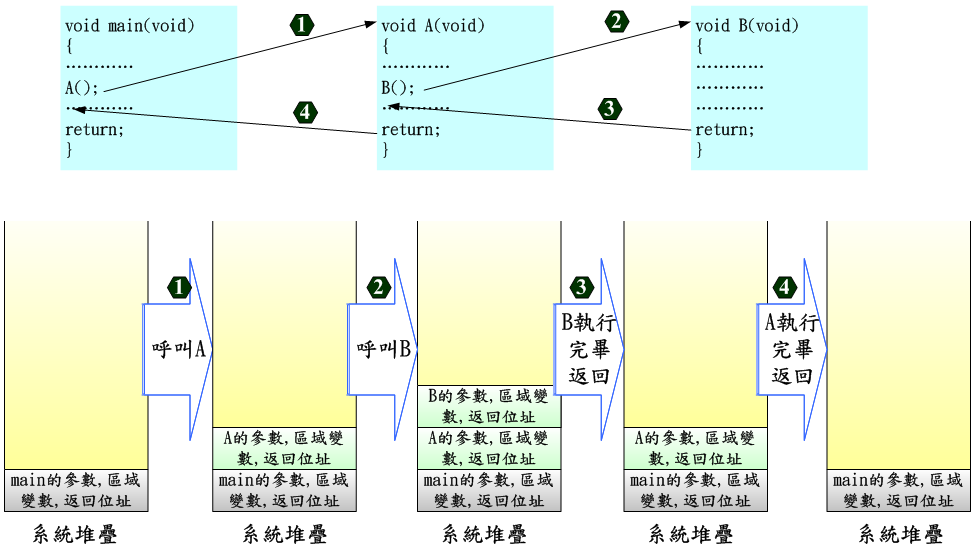 void main(void)
{
…………
A();
…………
return;
}
1
4
void A(void)
{
…………
B();
…………
return;
}
2
3
void B(void)
{
…………
…………
…………
return;
}
main的參數,區域
變數,返回位址
系統堆疊
1
呼叫A
A的參數,區域變
數,返回位址
main的參數,區域
變數,返回位址
系統堆疊
2
呼叫B
B的參數,區域變
數,返回位址
A的參數,區域變
數,返回位址
main的參數,區域
變數,返回位址
系統堆疊
3
B執行
完畢
返回
A的參數,區域變
數,返回位址
main的參數,區域
變數,返回位址
系統堆疊
4
A執行
完畢
返回
main的參數,區域
變數,返回位址
系統堆疊